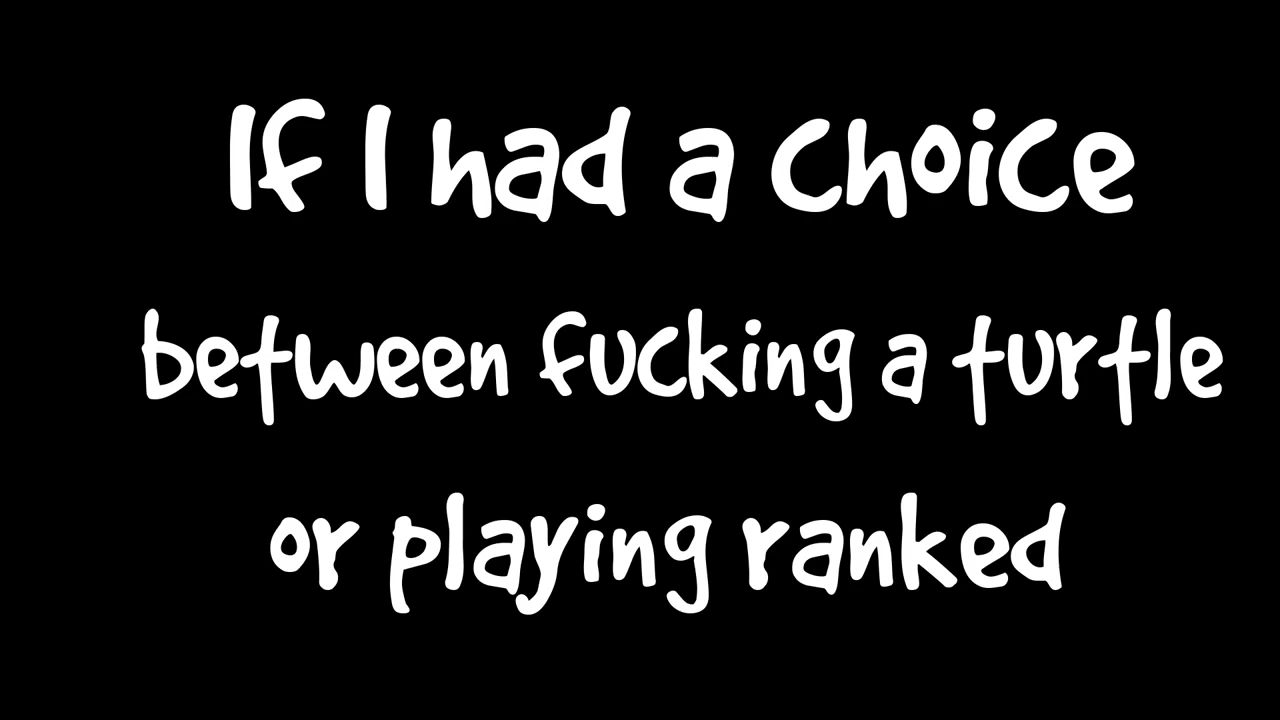 If I had a choice
between fucking a turtle
or playing ranked